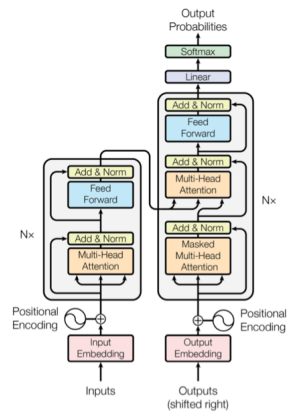 Output
Probabilities
Softmax
Linear
Add & Norm
Feed
Forward
Add & Norm
Multi-Head
Attention
Add & Norm
Masked
Multi-Head
Attention
N×
Add & Norm
Feed
Forward
Add & Norm
Multi-Head
Attention
N×
Positional
Encoding
Positional
Encoding
Input
Embedding
Output
Embedding
Inputs
Outputs
(shifted right)